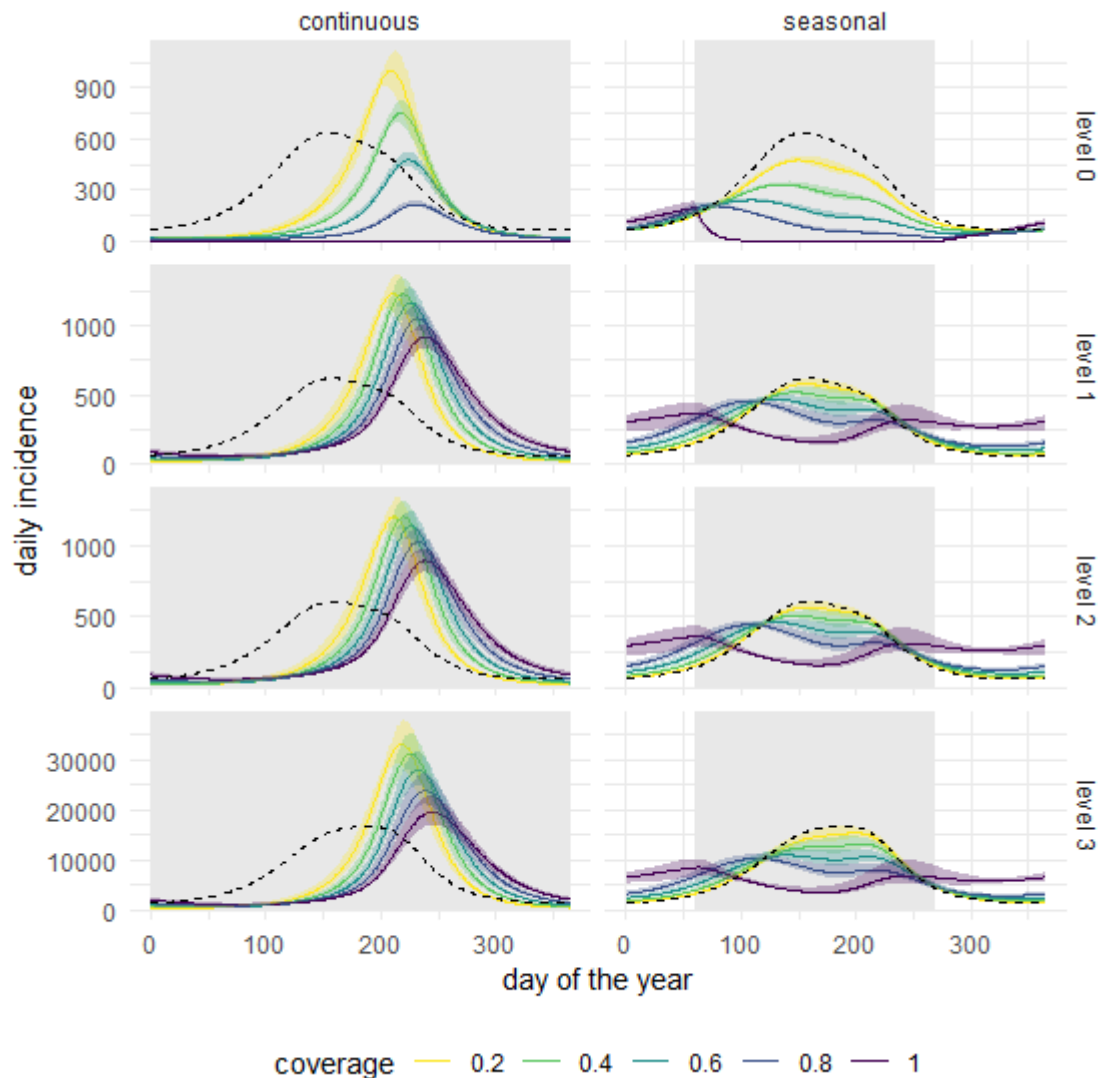 continuous seasonal
900
600
300
0
level 0
1000
500
0
level 1
daily incidence
1000
500
0
level 2
30000
20000
10000
0
level 3
0 100 200 300 0 100 200 300
day of the year
coverage 0.2 0.4 0.6 0.8 1